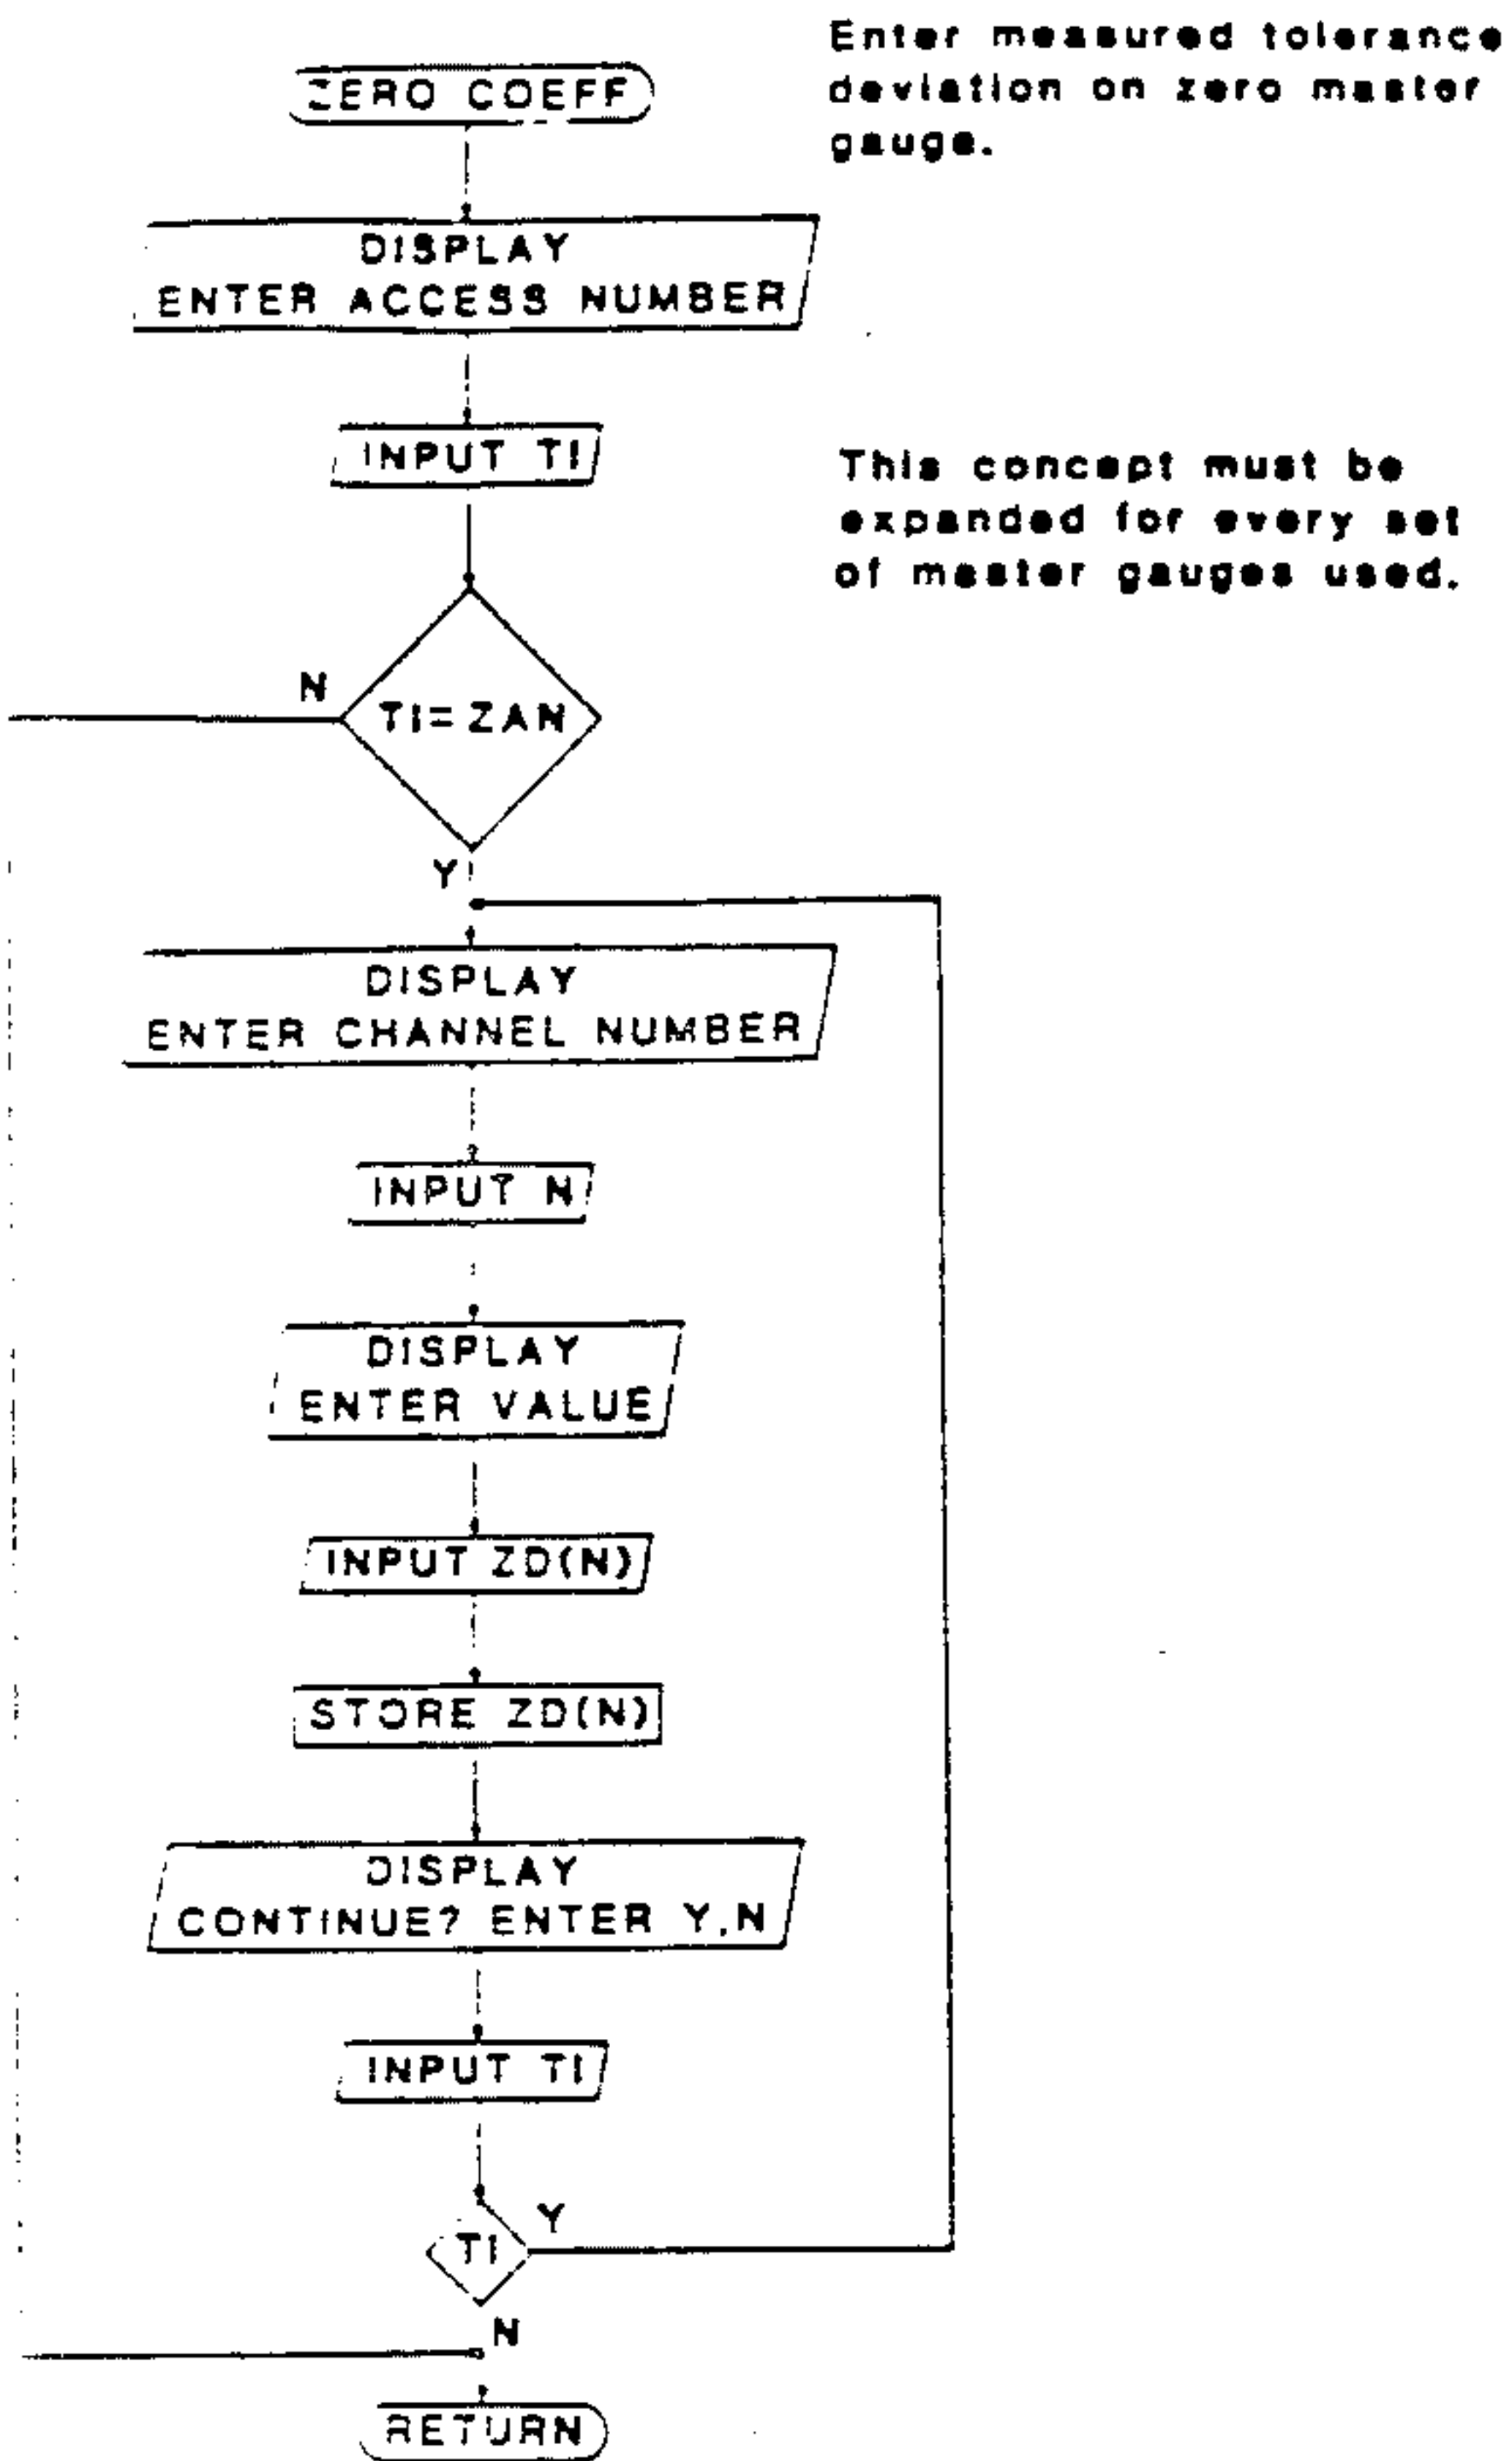 ZERO COEFF
Enter measured tolerance
deviation on zero master
gauge.
DISPLAY
ENTER ACCESS NUMBER
INPUT TI
This concept must be
expanded for every set
of master gauges used.
N
TI=ZAN
Y
DISPLAY
ENTER CHANNEL NUMBER
INPUT N
DISPLAY
ENTER VALUE
INPUT ZD(N)
STORE ZD(N)
DISPLAY
CONTINUE? ENTER Y,N
INPUT TI
Y
TI
N
RETURN